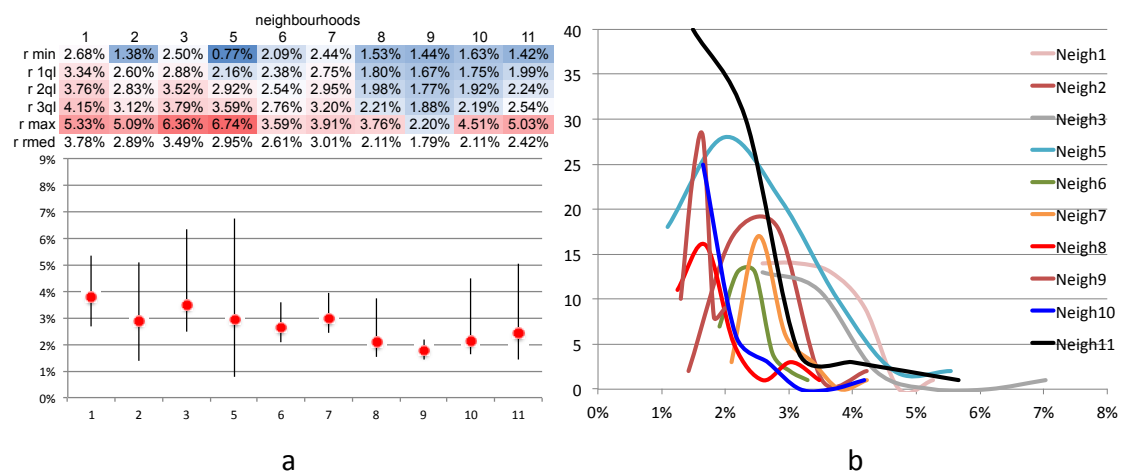 neighbourhoods
1 2 3 5 6 7 8 9 10 11
r min 2.68% 1.38% 2.50% 0.77% 2.09% 2.44% 1.53% 1.44% 1.63% 1.42%
r 1ql 3.34% 2.60% 2.88% 2.16% 2.38% 2.75% 1.80% 1.67% 1.75% 1.99%
r 2ql 3.76% 2.83% 3.52% 2.92% 2.54% 2.95% 1.98% 1.77% 1.92% 2.24%
r 3ql 4.15% 3.12% 3.79% 3.59% 2.76% 3.20% 2.21% 1.88% 2.19% 2.54%
r max 5.33% 5.09% 6.36% 6.74% 3.59% 3.91% 3.76% 2.20% 4.51% 5.03%
r rmed 3.78% 2.89% 3.49% 2.95% 2.61% 3.01% 2.11% 1.79% 2.11% 2.42%
9%
8%
7%
6%
5%
4%
3%
2%
1%
0%
1 2 3 5 6 7 8 9 10 11
a
40
35
30
25
20
15
10
5
0
0% 1% 2% 3% 4% 5% 6% 7% 8%
Neigh1
Neigh2
Neigh3
Neigh5
Neigh6
Neigh7
Neigh8
Neigh9
Neigh10
Neigh11
b